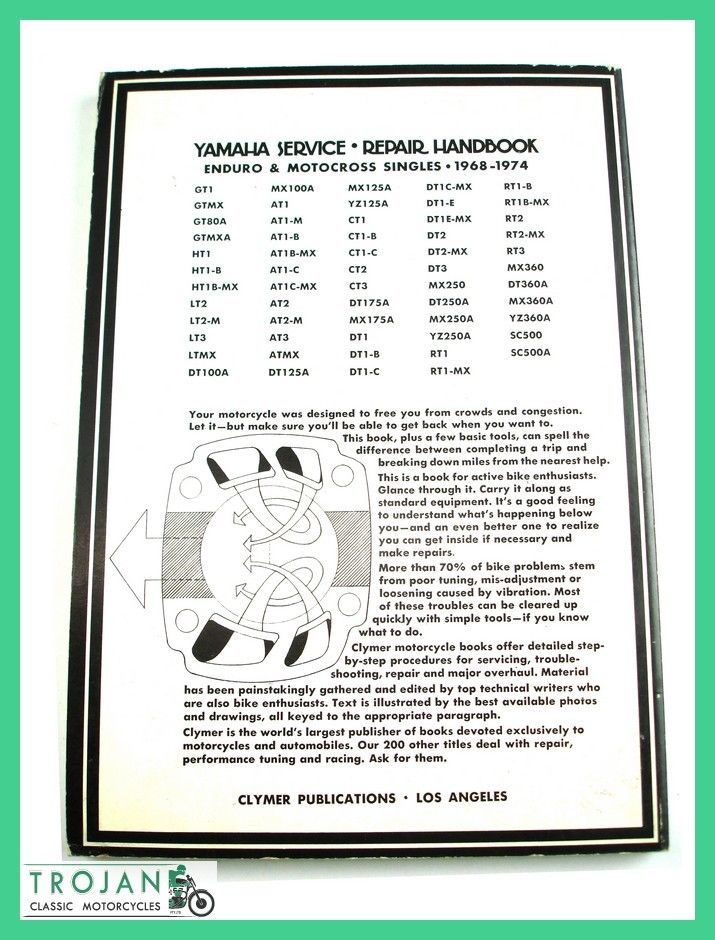 YAMAHA SERVICE • REPAIR HANDBOOK
ENDURO & MOTOCROSS SINGLES • 1968-1974
GT1 MX100A MX125A DT1C-MX RT1-B
GTMX AT1 YZ125A DT1-E RT1B-MX
GT80A AT1-M CT1 DT1E-MX RT2
GTMXA AT1-B CT1-B DT2 RT2-MX
HT1 AT1B-MX CT1-C DT2-MX RT3
HT1-B AT1-C CT2 DT3 MX360
HT1B-MX AT1C-MX CT3 MX250 DT360A
LT2 AT2 DT175A DT250A MX360A
LT2-M AT2-M MX175A MX250A YZ360A
LT3 AT3 DT1 YZ250A SC500
LTMX ATMX DT1-B RT1 SC500A
DT100A DT125A DT1-C RT1-MX
Your motorcycle was designed to free you from crowds and congestion.
Let it—but make sure you'll be able to get back when you want to.
This book, plus a few basic tools, can spell the
difference between completing a trip and
breaking down miles from the nearest help.
This is a book for active bike enthusiasts.
Glance through it. Carry it along as
standard equipment. It's a good feeling
to understand what's happening below
you—and an even better one to realize
you can get inside if necessary and
make repairs.
More than 70% of bike problems stem
from poor tuning, mis-adjustment or
loosening caused by vibration. Most
of these troubles can be cleared up
quickly with simple tools—if you know
what to do.
Clymer motorcycle books offer detailed step-
by-step procedures for servicing, trouble-
shooting, repair and major overhaul. Material
has been painstakingly gathered and edited by top technical writers who
are also bike enthusiasts. Text is illustrated by the best available photos
and drawings, all keyed to the appropriate paragraph.
Clymer is the world's largest publisher of books devoted exclusively to
motorcycles and automobiles. Our 200 other titles deal with repair,
performance tuning and racing. Ask for them.
CLYMER PUBLICATIONS • LOS ANGELES
TROJAN
CLASSIC MOTORCYCLES
PTY.LTD.